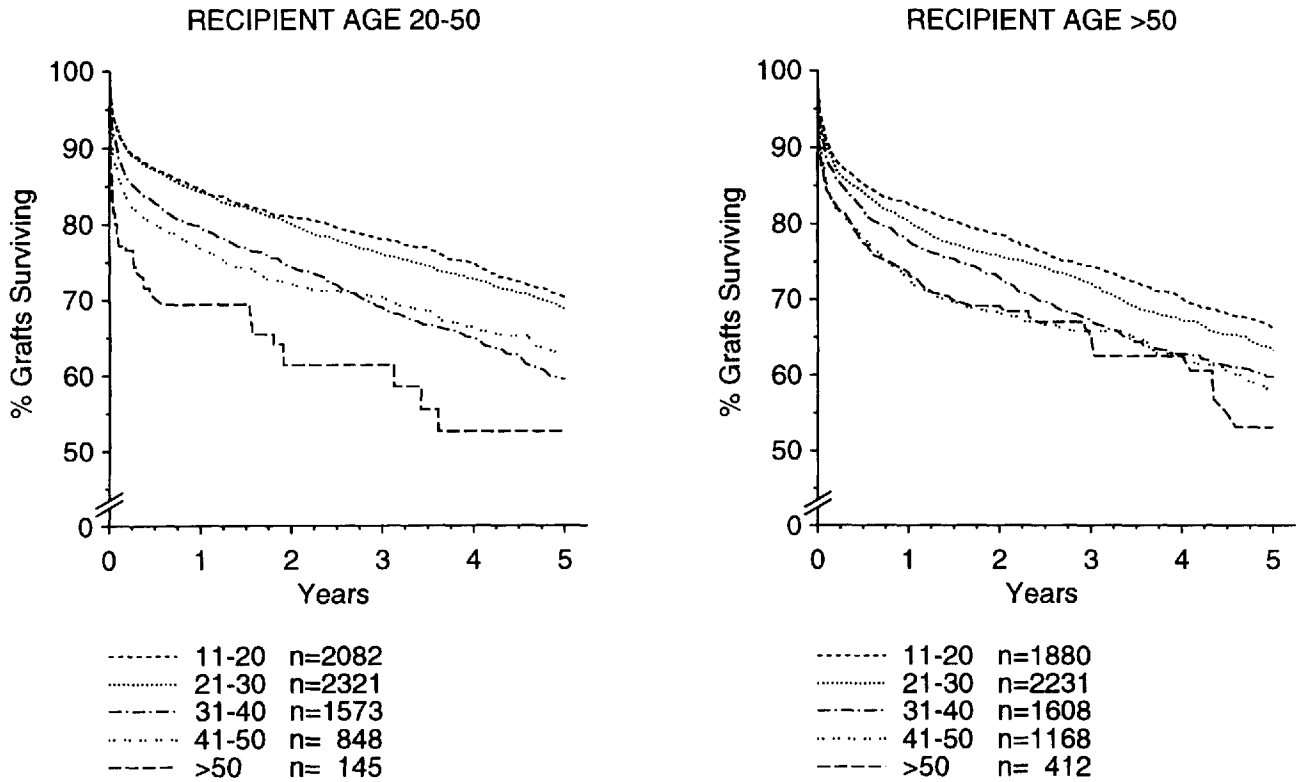 RECIPIENT AGE 20-50
% Grafts Surviving
100
90
80
70
60
50
0
0 1 2 3 4 5
Years
11-20 n=2082
21-30 n=2321
31-40 n=1573
41-50 n= 848
>50 n= 145
RECIPIENT AGE >50
% Grafts Surviving
100
90
80
70
60
50
0
0 1 2 3 4 5
Years
11-20 n=1880
21-30 n=2231
31-40 n=1608
41-50 n=1168
>50 n= 412